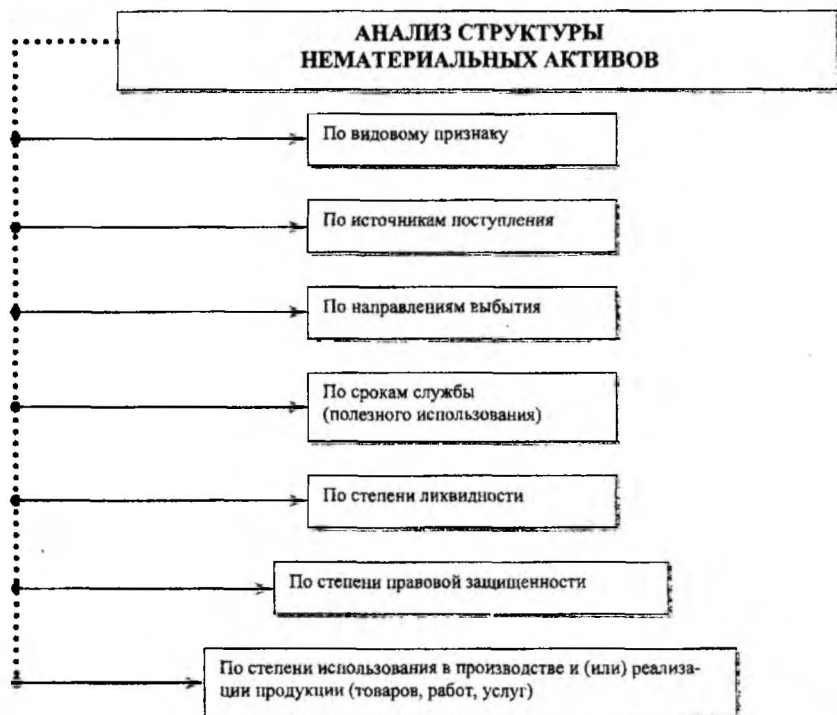 АНАЛИЗ СТРУКТУРЫ
НЕМАТЕРИАЛЬНЫХ АКТИВОВ
По видовому признаку
По источникам поступления
По направлениям выбытия
По срокам службы
(полезного использования)
По степени ликвидности
По степени правовой защищенности
По степени использования в производстве и (или) реализа-
ции продукции (товаров, работ, услуг)